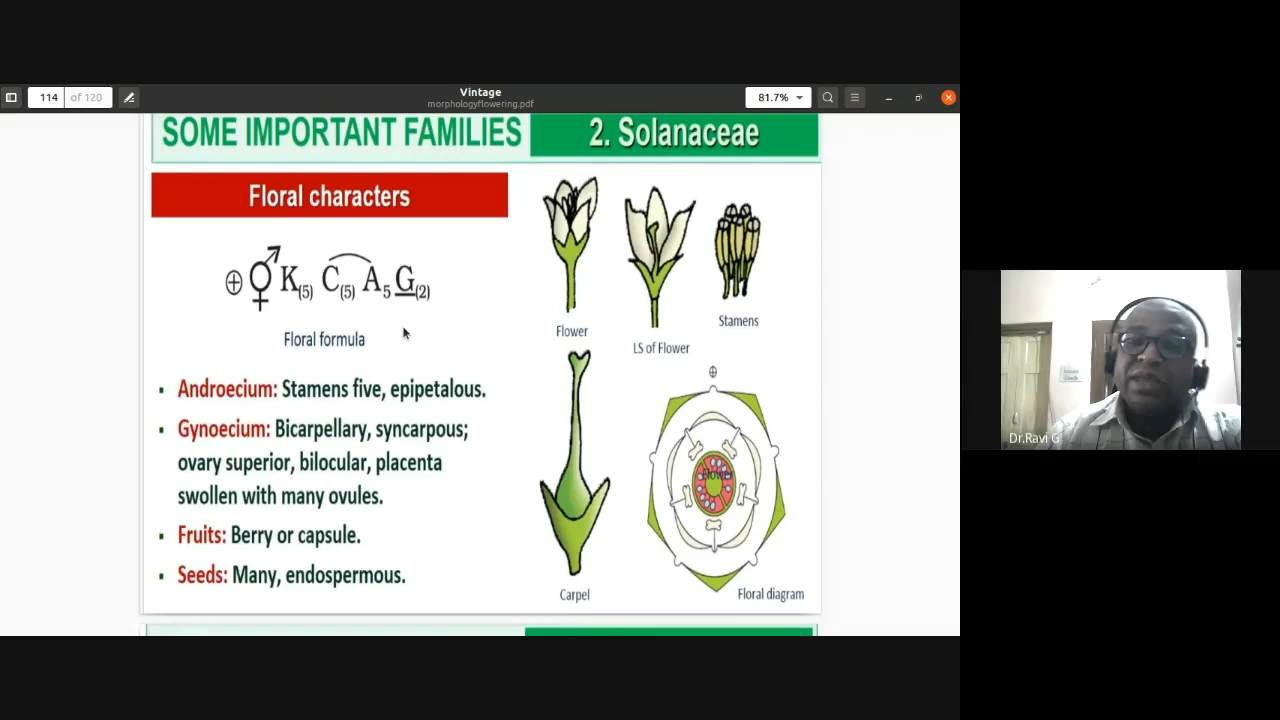 114 of 120
Vintage
morphologyflowering.pdf
81.7%
SOME IMPORTANT FAMILIES
2. Solanaceae
Floral characters
⊕ ⚥ K(5) C(5) A5 G(2)
Floral formula
Flower
LS of Flower
Stamens
▪ Androecium: Stamens five, epipetalous.
▪ Gynoecium: Bicarpellary, syncarpous;
ovary superior, bilocular, placenta
swollen with many ovules.
▪ Fruits: Berry or capsule.
▪ Seeds: Many, endospermous.
Carpel
⊕
Flower
Floral diagram
Dr.Ravi G